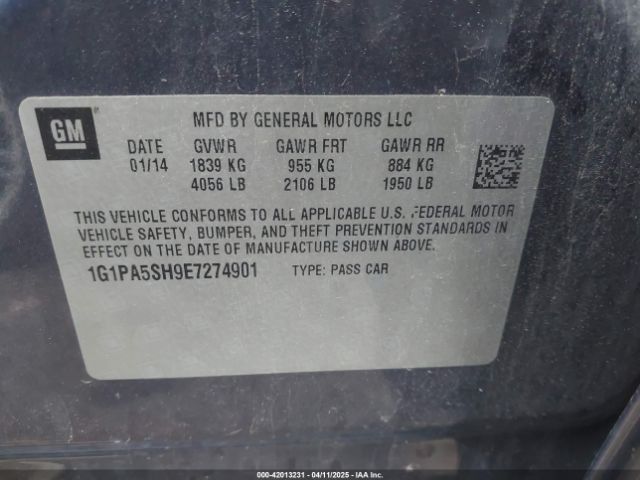 GM
MFD BY GENERAL MOTORS LLC
DATE GVWR GAWR FRT GAWR RR
01/14 1839 KG 955 KG 884 KG
4056 LB 2106 LB 1950 LB
THIS VEHICLE CONFORMS TO ALL APPLICABLE U.S. FEDERAL MOTOR
VEHICLE SAFETY, BUMPER, AND THEFT PREVENTION STANDARDS IN
EFFECT ON THE DATE OF MANUFACTURE SHOWN ABOVE.
1G1PA5SH9E7274901 TYPE: PASS CAR
000-42013231 - 04/11/2025 - IAAI.COM